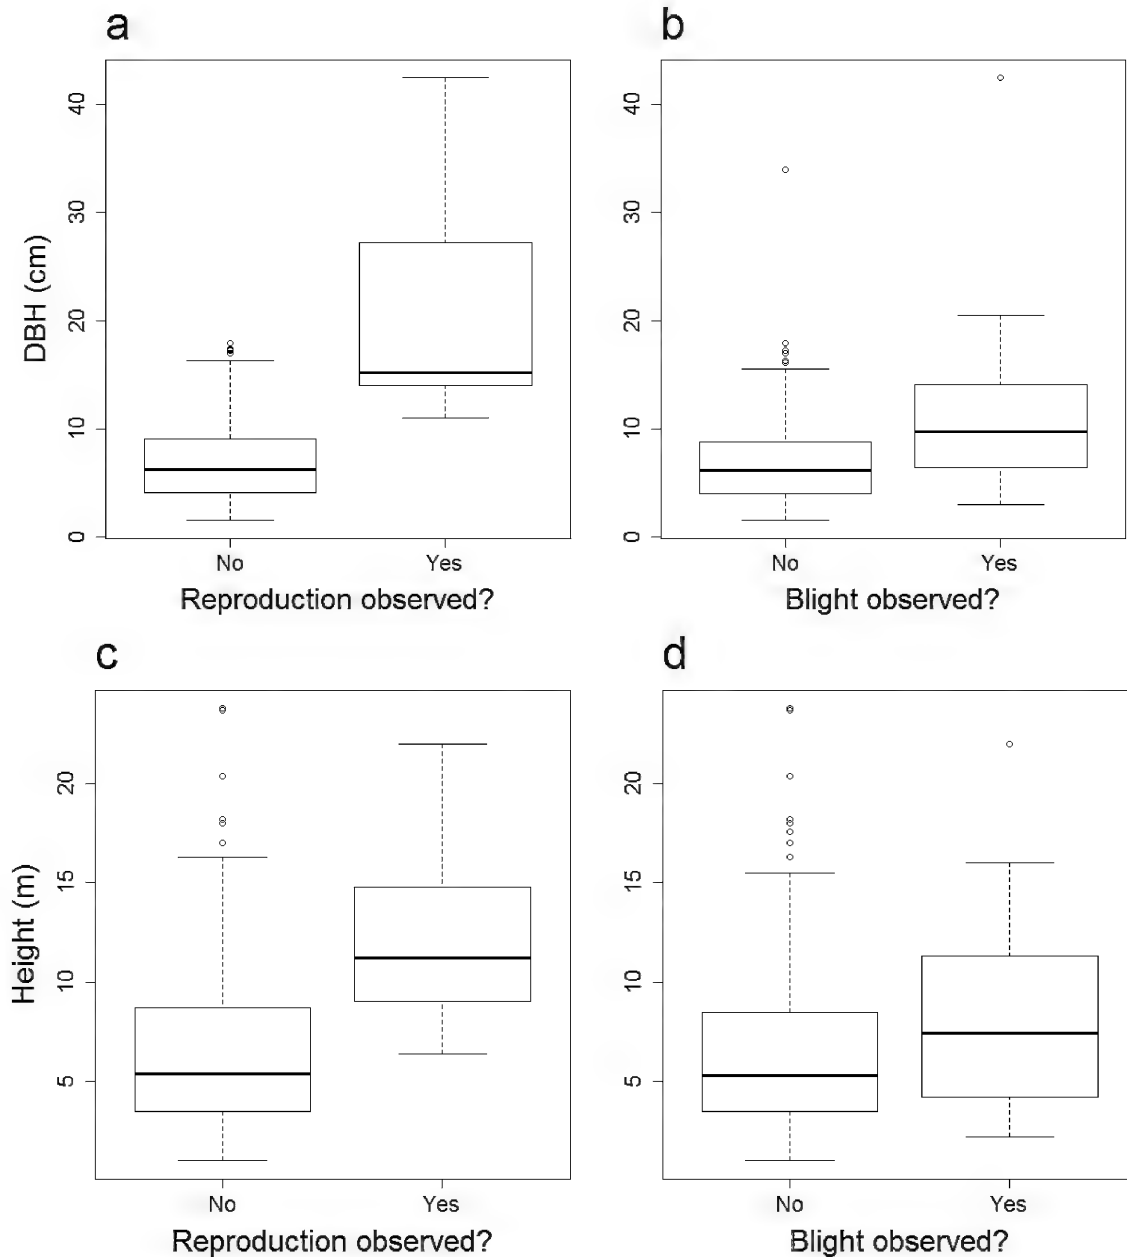 a
b
DBH (cm)
0
10
20
30
40
No
Yes
Reproduction observed?
0
10
20
30
40
No
Yes
Blight observed?
c
d
Height (m)
5
10
15
20
No
Yes
Reproduction observed?
5
10
15
20
No
Yes
Blight observed?